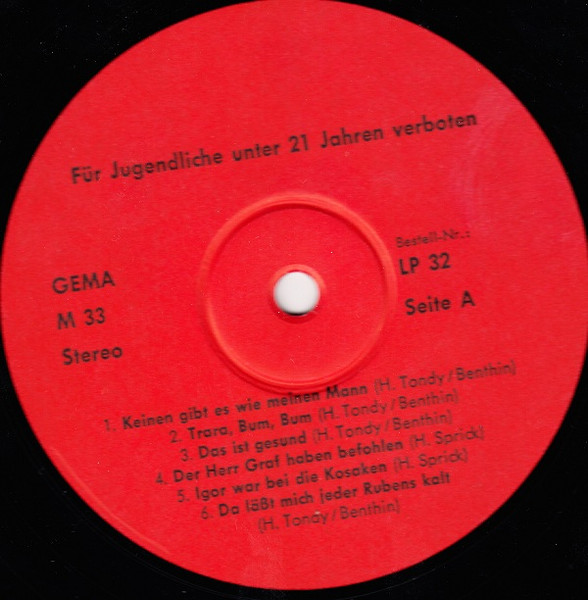 Für Jugendliche unter 21 Jahren verboten
GEMA
M 33
Stereo
Bestell-Nr.:
LP 32
Seite A
1. Keinen gibt es wie meinen Mann (H. Tondy/Benthin)
2. Trara, Bum, Bum (H. Tondy/Benthin)
3. Das ist gesund (H. Tondy/Benthin)
4. Der Herr Graf haben befohlen (H. Sprick)
5. Igor war bei die Kosaken (H. Sprick)
6. Da läßt mich jeder Rubens kalt
(H. Tondy/Benthin)